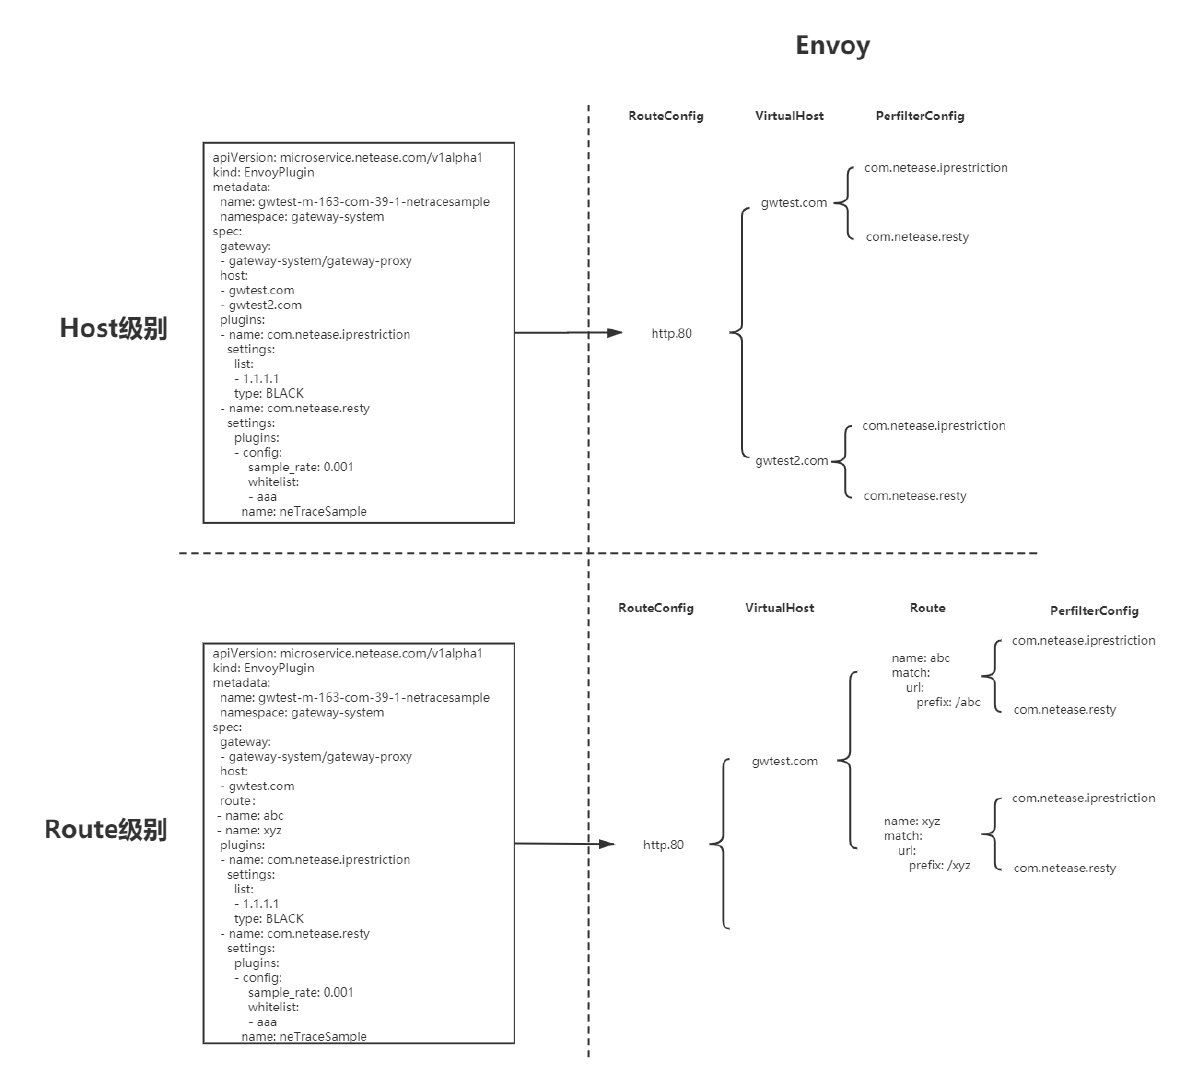 Envoy
RouteConfig
VirtualHost
PerfilterConfig
Host级别
apiVersion: microservice.netease.com/v1alpha1
kind: EnvoyPlugin
metadata:
  name: gwtest-m-163-com-39-1-netracesample
  namespace: gateway-system
spec:
  gateway:
  - gateway-system/gateway-proxy
  host:
  - gwtest.com
  - gwtest2.com
  plugins:
  - name: com.netease.iprestriction
    settings:
      list:
      - 1.1.1.1
      type: BLACK
  - name: com.netease.resty
    settings:
      plugins:
      - config:
          sample_rate: 0.001
          whitelist:
          - aaa
        name: neTraceSample
http.80
gwtest.com
com.netease.iprestriction
com.netease.resty
gwtest2.com
com.netease.iprestriction
com.netease.resty
RouteConfig
VirtualHost
Route
PerfilterConfig
Route级别
apiVersion: microservice.netease.com/v1alpha1
kind: EnvoyPlugin
metadata:
  name: gwtest-m-163-com-39-1-netracesample
  namespace: gateway-system
spec:
  gateway:
  - gateway-system/gateway-proxy
  host:
  - gwtest.com
  route:
 - name: abc
 - name: xyz
  plugins:
  - name: com.netease.iprestriction
    settings:
      list:
      - 1.1.1.1
      type: BLACK
  - name: com.netease.resty
    settings:
      plugins:
      - config:
          sample_rate: 0.001
          whitelist:
          - aaa
        name: neTraceSample
http.80
gwtest.com
name: abc
match:
    url:
       prefix: /abc
com.netease.iprestriction
com.netease.resty
name: xyz
match:
    url:
       prefix: /xyz
com.netease.iprestriction
com.netease.resty